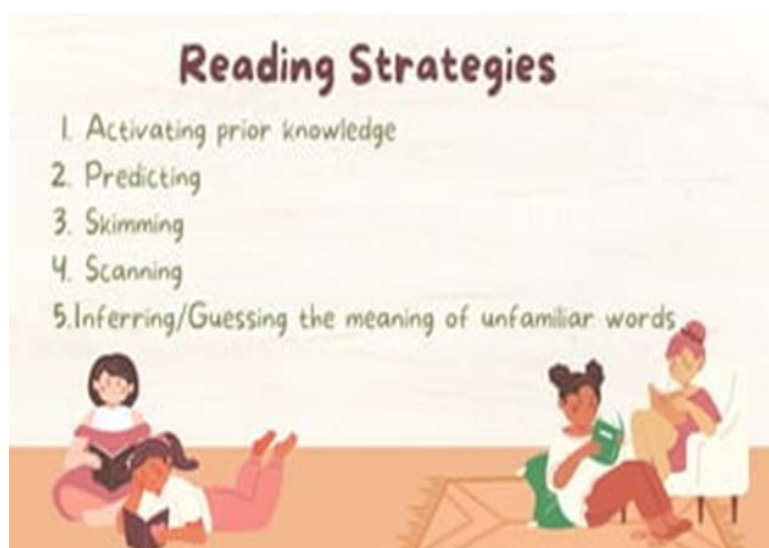 Reading Strategies
1. Activating prior knowledge
2. Predicting
3. Skimming
4. Scanning
5.Inferring/Guessing the meaning of unfamiliar words